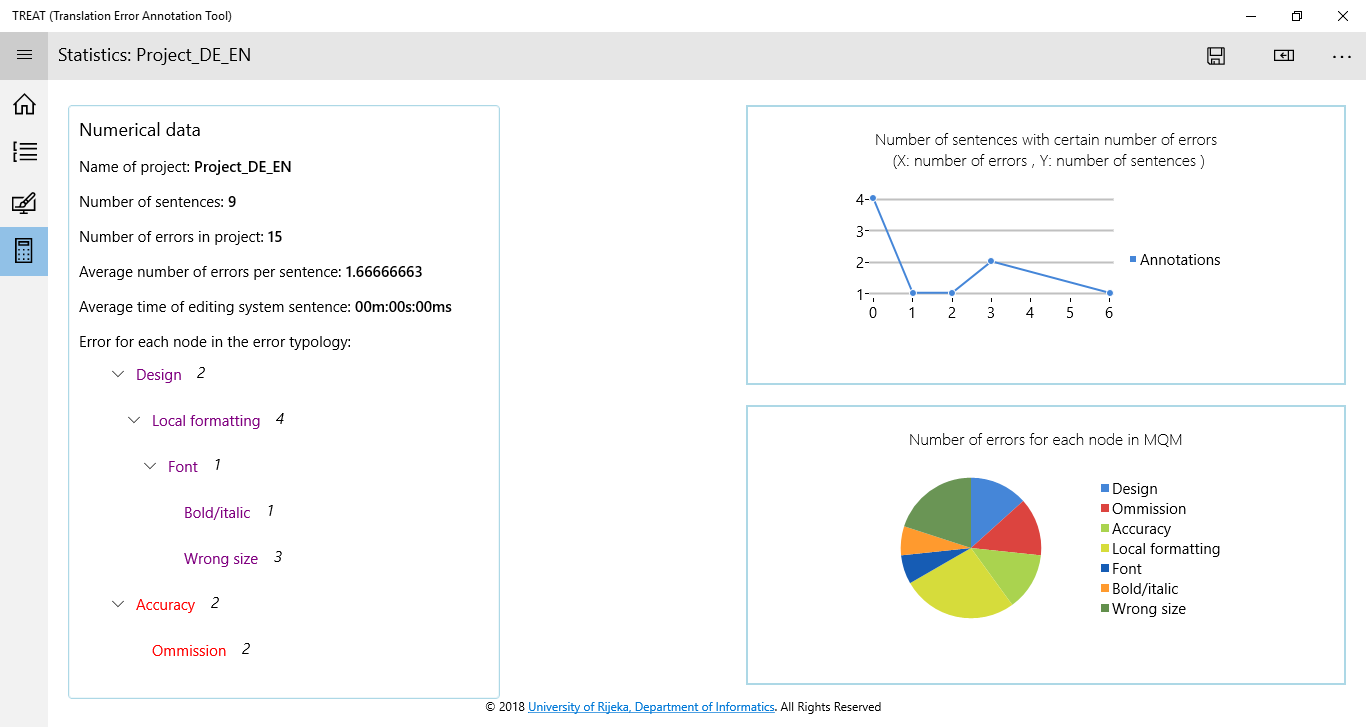 TREAT (Translation Error Annotation Tool)
Statistics: Project_DE_EN
Numerical data
Name of project: Project_DE_EN
Number of sentences: 9
Number of errors in project: 15
Average number of errors per sentence: 1.66666663
Average time of editing system sentence: 00m:00s:00ms
Error for each node in the error typology:
Design 2
Local formatting 4
Font 1
Bold/italic 1
Wrong size 3
Accuracy 2
Ommission 2
Number of sentences with certain number of errors
(X: number of errors , Y: number of sentences )
4
3
2
1
0 1 2 3 4 5 6
Annotations
Number of errors for each node in MQM
Design
Ommission
Accuracy
Local formatting
Font
Bold/italic
Wrong size
© 2018 University of Rijeka, Department of Informatics. All Rights Reserved